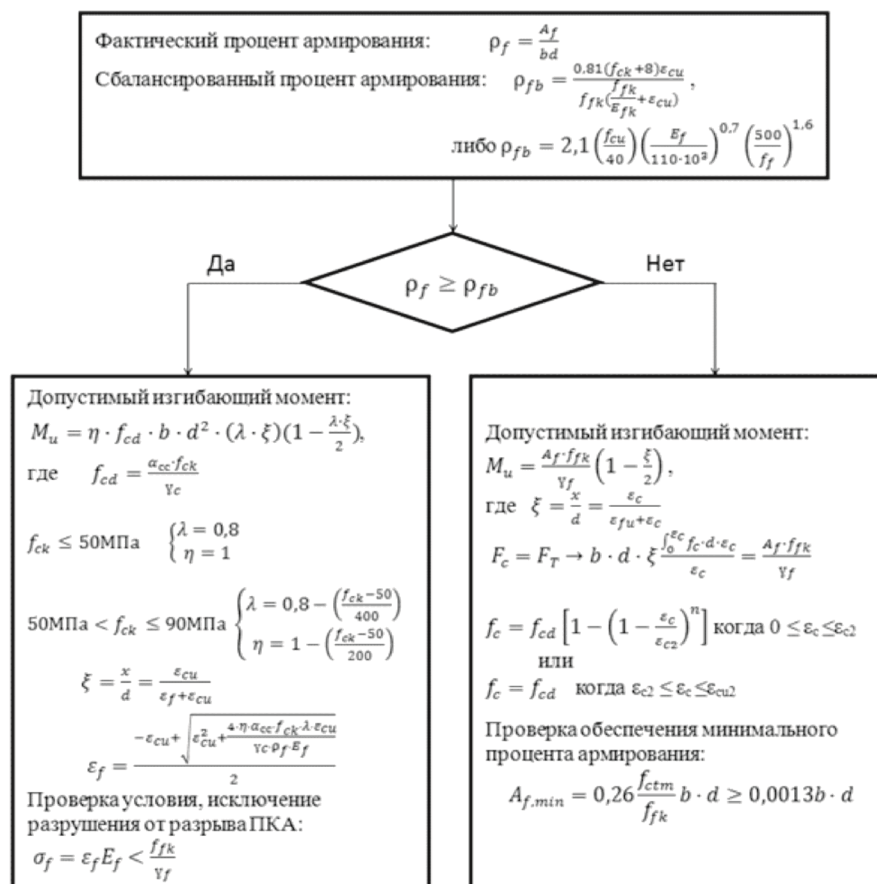 Фактический процент армирования: ρ_f = A_f/(bd)
Сбалансированный процент армирования: ρ_fb = 0,81(f_ck+8)ε_cu / (f_fk(f_fk/E_fk+ε_cu)) ,
либо ρ_fb = 2,1(f_cu/40)(E_f/(110·10³))^0,7 (500/f_f)^1,6
Да
Нет
ρ_f ≥ ρ_fb
Допустимый изгибающий момент:
M_u = η · f_cd · b · d² · (λ · ξ)(1 − (λ·ξ)/2),
где f_cd = (α_cc·f_ck)/γ_c
f_ck ≤ 50МПа {λ = 0,8
η = 1
50МПа < f_ck ≤ 90МПа {λ = 0,8 − ((f_ck−50)/400)
η = 1 − ((f_ck−50)/200)
ξ = x/d = ε_cu/(ε_f+ε_cu)
ε_f = (−ε_cu+√(ε_cu²+(4·η·α_cc·f_ck·λ·ε_cu)/(γ_c·ρ_f·E_f)))/2
Проверка условия, исключение
разрушения от разрыва ПКА:
σ_f = ε_f E_f < f_fk/γ_f
Допустимый изгибающий момент:
M_u = (A_f·f_fk)/γ_f (1 − ξ/2) ,
где ξ = x/d = ε_c/(ε_fu+ε_c)
F_c = F_T → b · d · ξ (∫₀^ε_c f_c·d·ε_c)/ε_c = (A_f·f_fk)/γ_f
f_c = f_cd [1 − (1 − ε_c/ε_c2)^n] когда 0 ≤ε_c ≤ε_c2
или
f_c = f_cd когда ε_c2 ≤ε_c ≤ε_cu2
Проверка обеспечения минимального
процента армирования:
A_f,min = 0,26 (f_ctm/f_fk) b · d ≥ 0,0013b · d